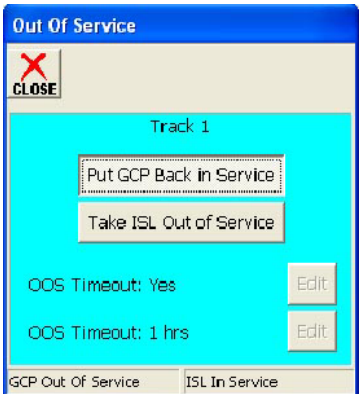 Out Of Service
CLOSE
Track 1
Put GCP Back in Service
Take ISL Out of Service
OOS Timeout: Yes Edit
OOS Timeout: 1 hrs Edit
GCP Out Of Service ISL In Service